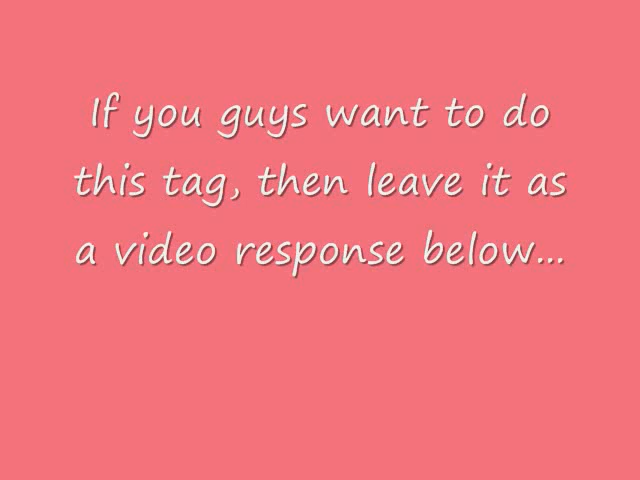 If you guys want to do
this tag, then leave it as
a video response below...